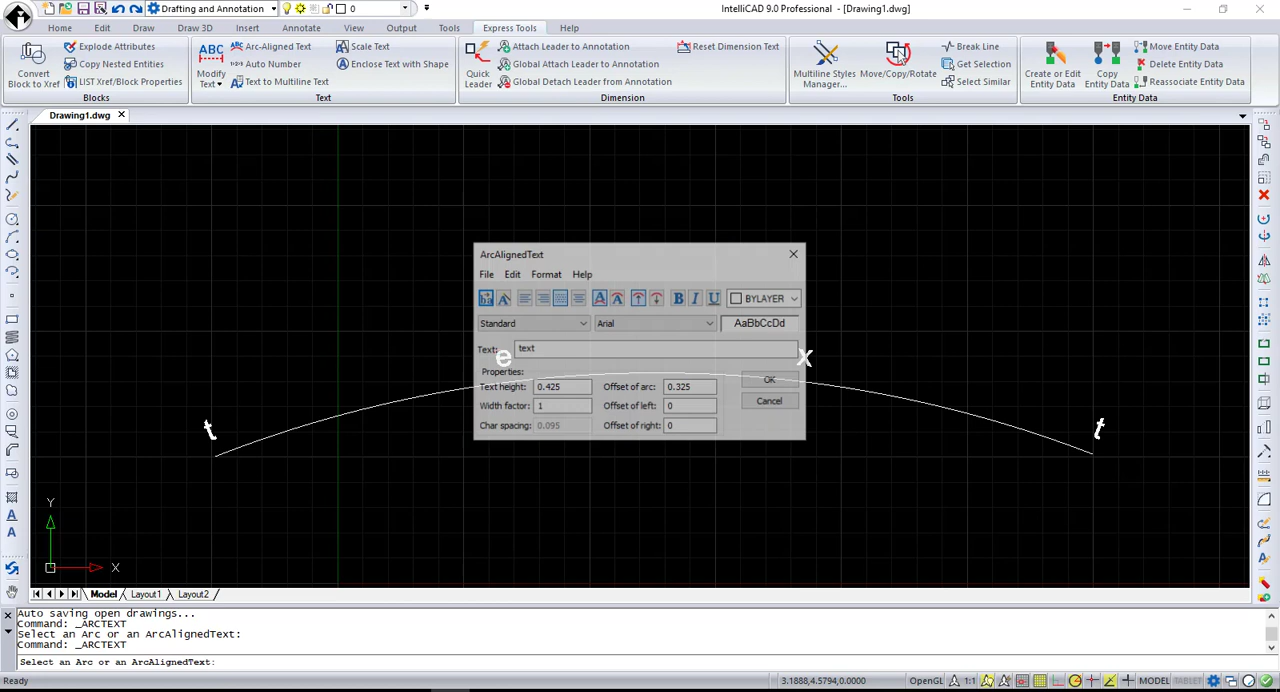 Drafting and Annotation
0
IntelliCAD 9.0 Professional - [Drawing1.dwg]
Home Edit Draw Draw 3D Insert Annotate View Output Tools Express Tools Help
Convert Block to Xref
Explode Attributes
Copy Nested Entities
LIST Xref/Block Properties
Blocks
ABC
Modify Text
Arc-Aligned Text
Auto Number
Text to Multiline Text
Scale Text
Enclose Text with Shape
Text
Quick Leader
Attach Leader to Annotation
Global Attach Leader to Annotation
Global Detach Leader from Annotation
Reset Dimension Text
Dimension
Multiline Styles Manager...
Move/Copy/Rotate
Break Line
Get Selection
Select Similar
Tools
Create or Edit Entity Data
Copy Entity Data
Move Entity Data
Delete Entity Data
Reassociate Entity Data
Entity Data
Drawing1.dwg
ArcAlignedText
File Edit Format Help
B I U BYLAYER
Standard Arial AaBbCcDd
Text: text
Properties:
Text height: 0.425 Offset of arc: 0.325 OK
Width factor: 1 Offset of left: 0 Cancel
Char spacing: 0.095 Offset of right: 0
t e x t
Y
X
Model Layout1 Layout2
Auto saving open drawings...
Command: _ARCTEXT
Select an Arc or an ArcAlignedText:
Command: _ARCTEXT
Select an Arc or an ArcAlignedText:
Ready 3.1888,4.5794,0.0000 OpenGL 1:1 MODEL TABLET